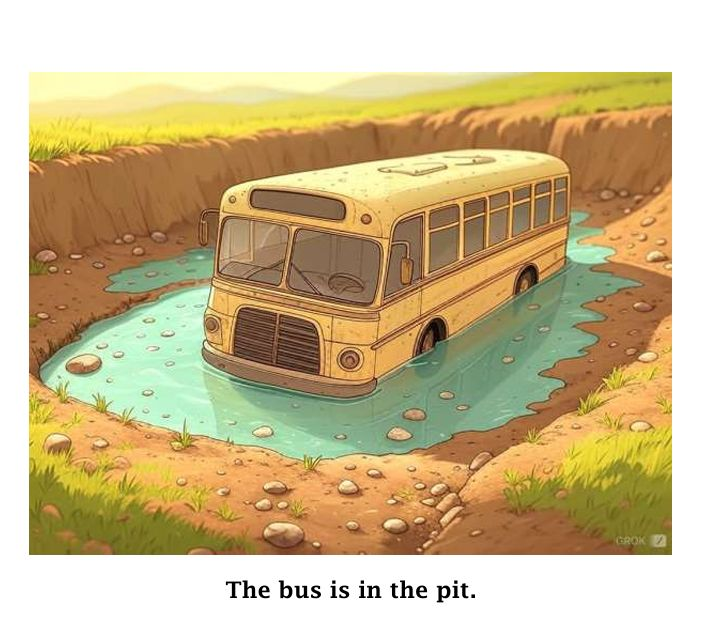 GROK
The bus is in the pit.